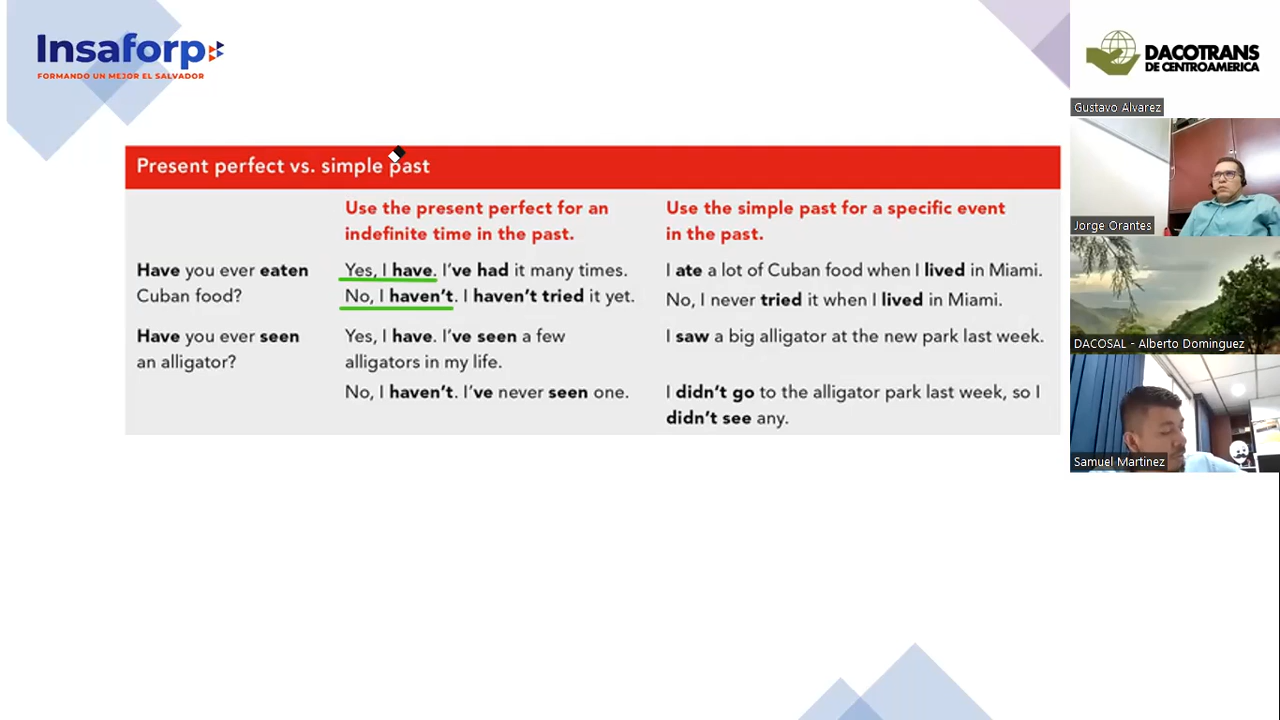 Insaforp
FORMANDO UN MEJOR EL SALVADOR
Present perfect vs. simple past
Use the present perfect for an
indefinite time in the past.
Use the simple past for a specific event
in the past.
Have you ever eaten
Cuban food?
Yes, I have. I've had it many times.
No, I haven't. I haven't tried it yet.
I ate a lot of Cuban food when I lived in Miami.
No, I never tried it when I lived in Miami.
Have you ever seen
an alligator?
Yes, I have. I've seen a few
alligators in my life.
No, I haven't. I've never seen one.
I saw a big alligator at the new park last week.
I didn't go to the alligator park last week, so I
didn't see any.
DACOTRANS
DE CENTROAMERICA
Gustavo Alvarez
Jorge Orantes
DACOSAL - Alberto Dominguez
Samuel Martinez